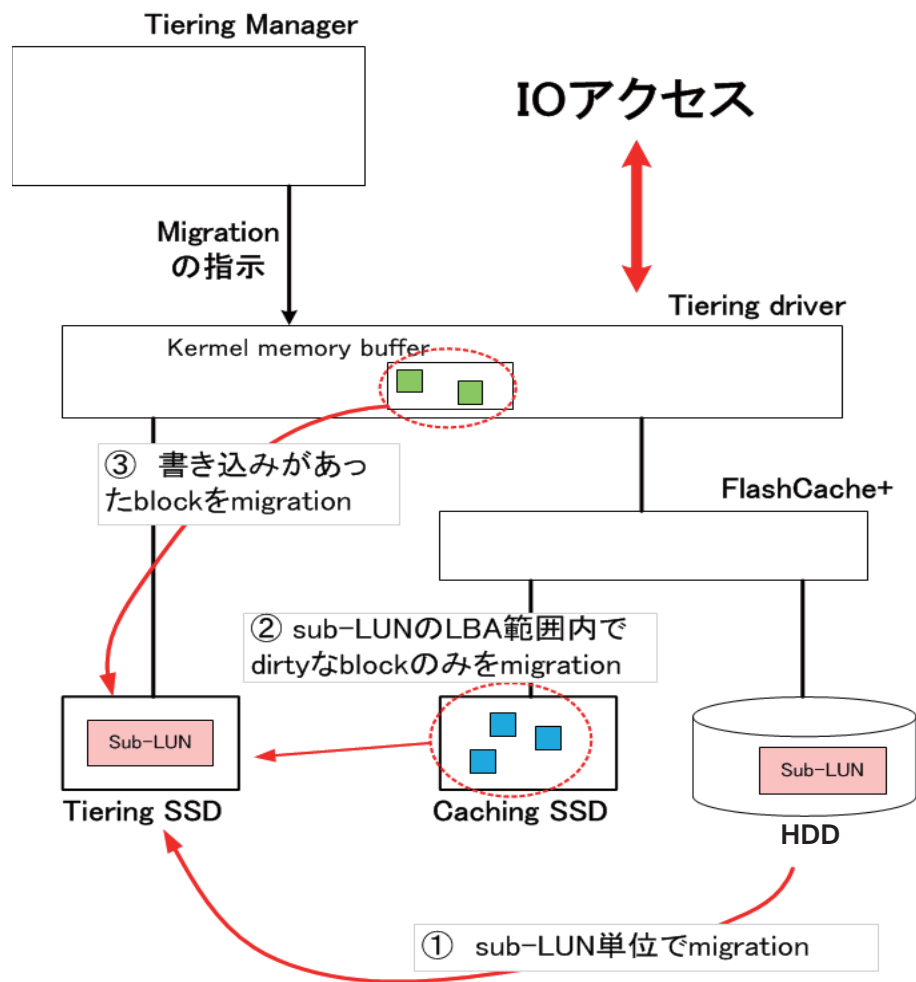 Tiering Manager
IOアクセス
Migration
の指示
Tiering driver
Kermel memory buffer
③ 書き込みがあっ
たblockをmigration
FlashCache+
② sub-LUNのLBA範囲内で
dirtyなblockのみをmigration
Sub-LUN
Sub-LUN
Tiering SSD
Caching SSD
HDD
① sub-LUN単位でmigration